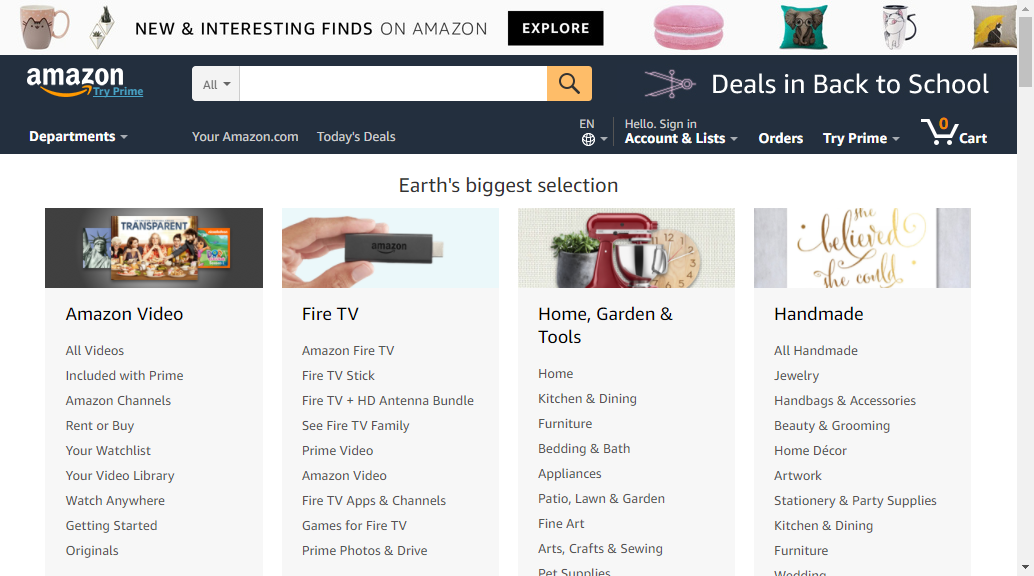 NEW & INTERESTING FINDS ON AMAZON EXPLORE
amazon
Try Prime
All
Deals in Back to School
Departments
Your Amazon.com
Today's Deals
EN
Hello. Sign in
Account & Lists
Orders
Try Prime
0
Cart
Earth's biggest selection
TRANSPARENT
Amazon Video
All Videos
Included with Prime
Amazon Channels
Rent or Buy
Your Watchlist
Your Video Library
Watch Anywhere
Getting Started
Originals
amazon
Fire TV
Amazon Fire TV
Fire TV Stick
Fire TV + HD Antenna Bundle
See Fire TV Family
Prime Video
Amazon Video
Fire TV Apps & Channels
Games for Fire TV
Prime Photos & Drive
Home, Garden &
Tools
Home
Kitchen & Dining
Furniture
Bedding & Bath
Appliances
Patio, Lawn & Garden
Fine Art
Arts, Crafts & Sewing
Pet Supplies
she
believed
she could
Handmade
All Handmade
Jewelry
Handbags & Accessories
Beauty & Grooming
Home Décor
Artwork
Stationery & Party Supplies
Kitchen & Dining
Furniture
Wedding